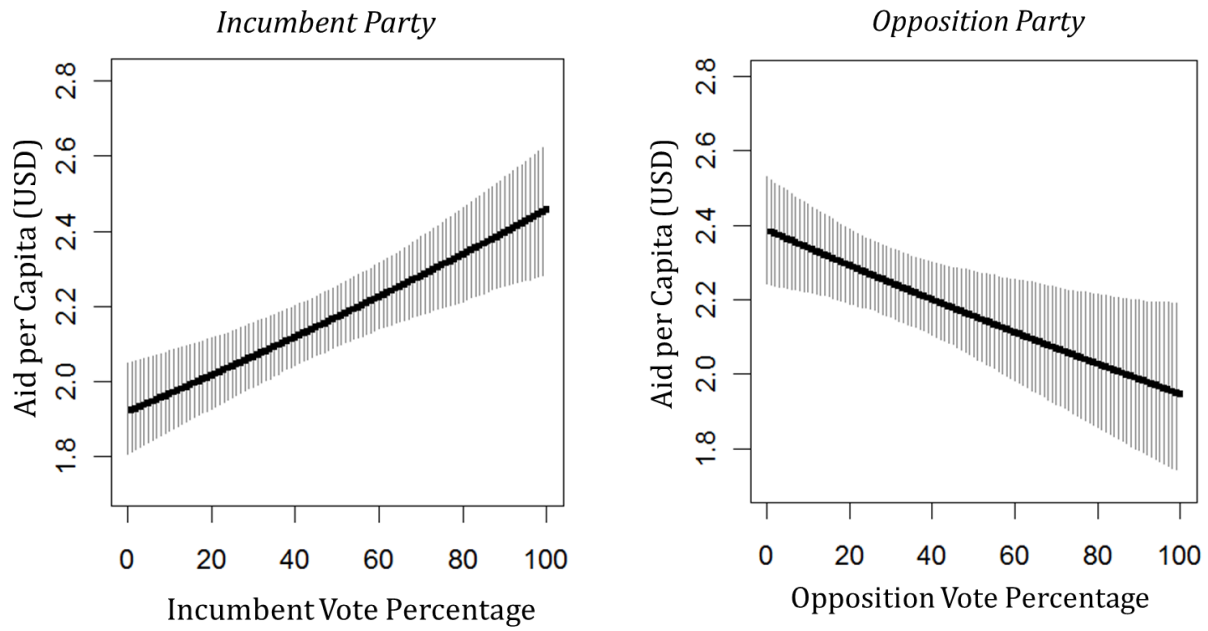 Incumbent Party
Aid per Capita (USD)
2.8
2.6
2.4
2.2
2.0
1.8
0 20 40 60 80 100
Incumbent Vote Percentage
Opposition Party
Aid per Capita (USD)
2.8
2.6
2.4
2.2
2.0
1.8
0 20 40 60 80 100
Opposition Vote Percentage